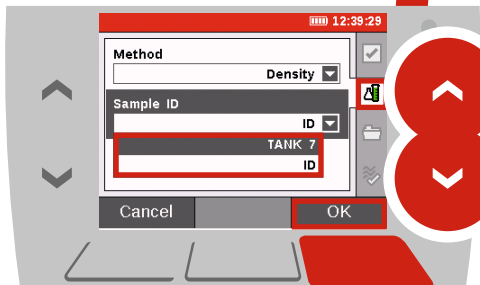 12:39:29
Method
Density
Sample ID
ID
TANK 7
ID
Cancel
OK